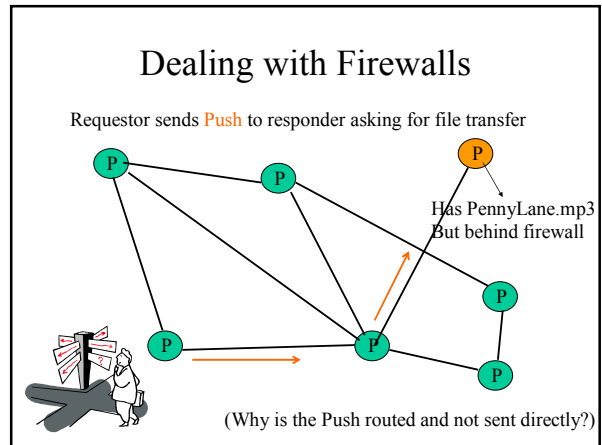 Dealing with Firewalls
Requestor sends Push to responder asking for file transfer
P
P
P
Has PennyLane.mp3
But behind firewall
P
P
P
P
?
(Why is the Push routed and not sent directly?)